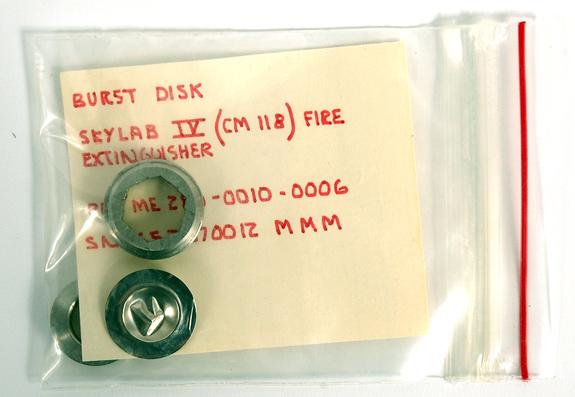 BURST DISK
SKYLAB IV (CM 118) FIRE
EXTINGUISHER
ME -0010-0006
70012 MMM